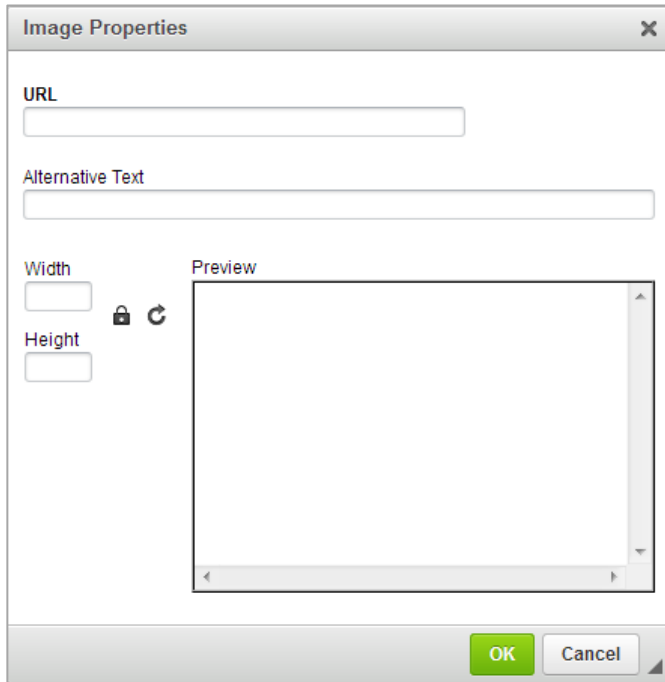 Image Properties
URL
Alternative Text
Width
Preview
Height
OK
Cancel